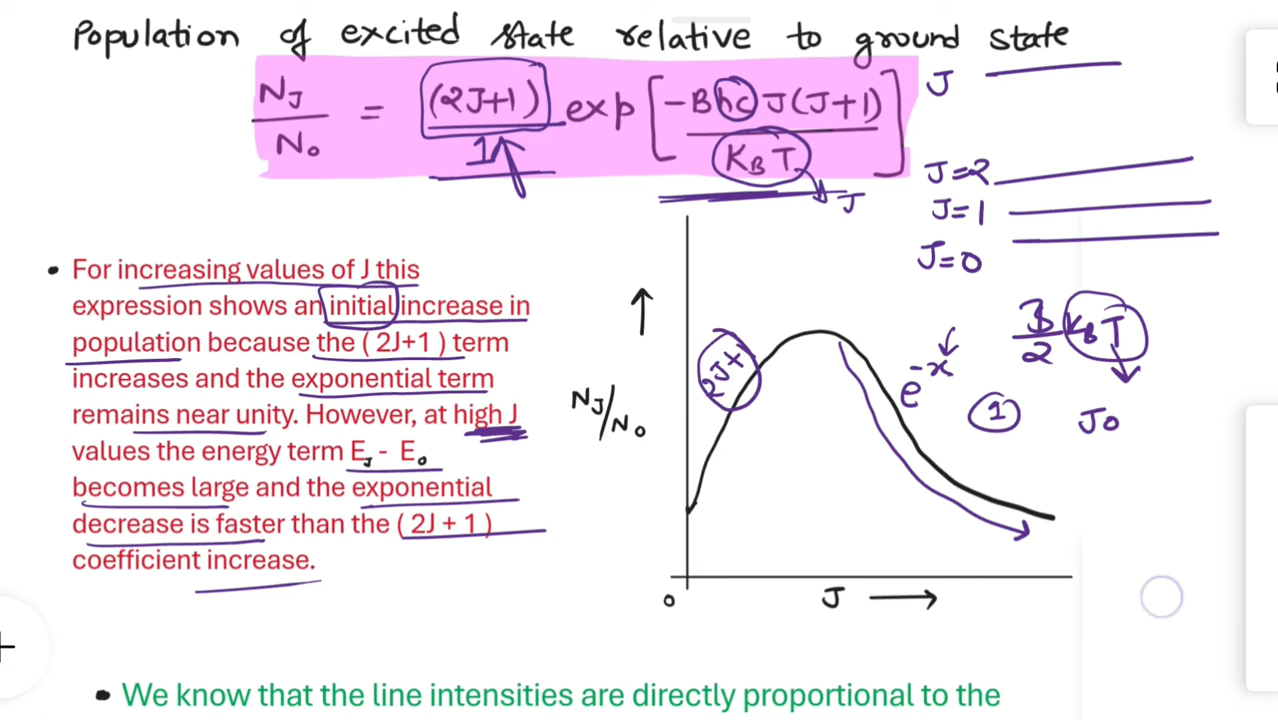 Population of excited state relative to ground state
NJ/N0 = (2J+1)/1 exp[-BhcJ(J+1)/KBT]
J
J
J=2
J=1
J=0
• For increasing values of J this
expression shows an initial increase in
population because the (2J+1) term
increases and the exponential term
remains near unity. However, at high J
values the energy term EJ - E0
becomes large and the exponential
decrease is faster than the (2J + 1)
coefficient increase.
NJ/N0
2J+1
e^-x
1
3/2 KBT
J0
0
J
• We know that the line intensities are directly proportional to the